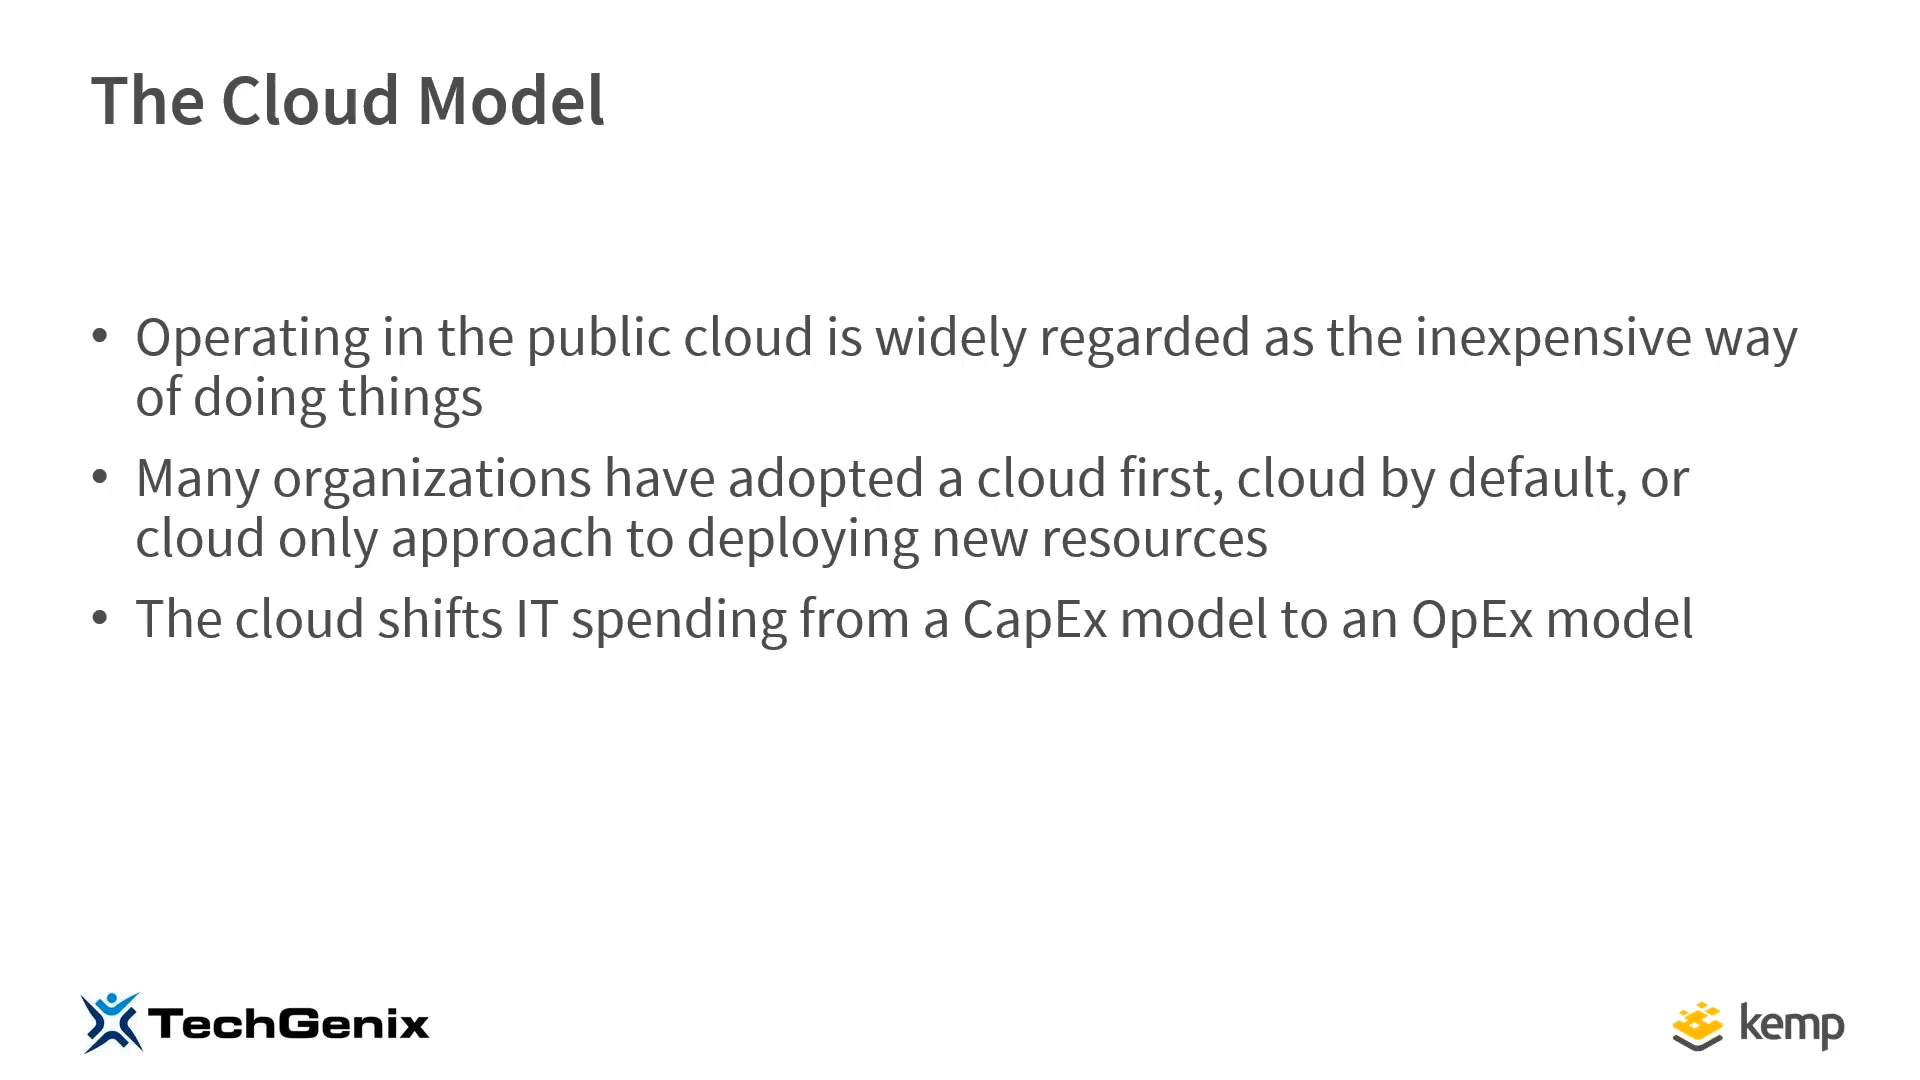 The Cloud Model
• Operating in the public cloud is widely regarded as the inexpensive way
of doing things
• Many organizations have adopted a cloud first, cloud by default, or
cloud only approach to deploying new resources
• The cloud shifts IT spending from a CapEx model to an OpEx model
TechGenix
kemp